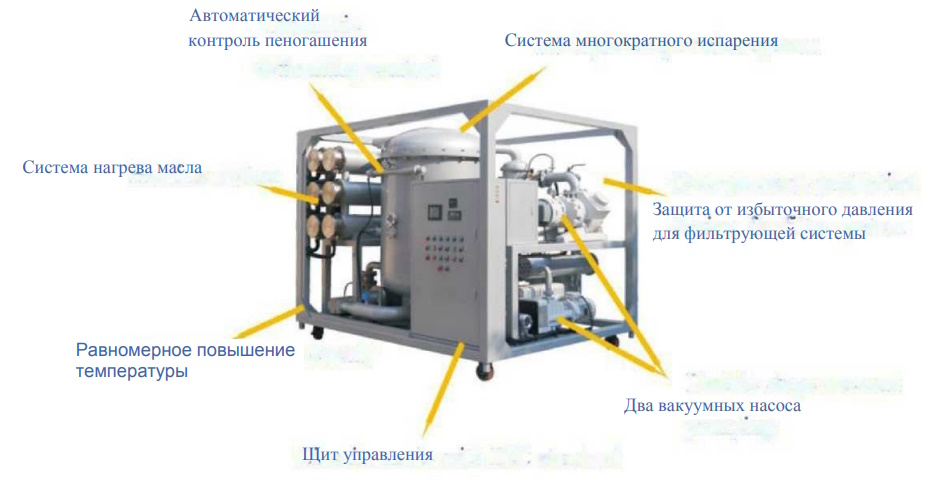 Автоматический
контроль пеногашения
Система многократного испарения
Система нагрева масла
Защита от избыточного давления
для фильтрующей системы
Равномерное повышение
температуры
Два вакуумных насоса
Щит управления